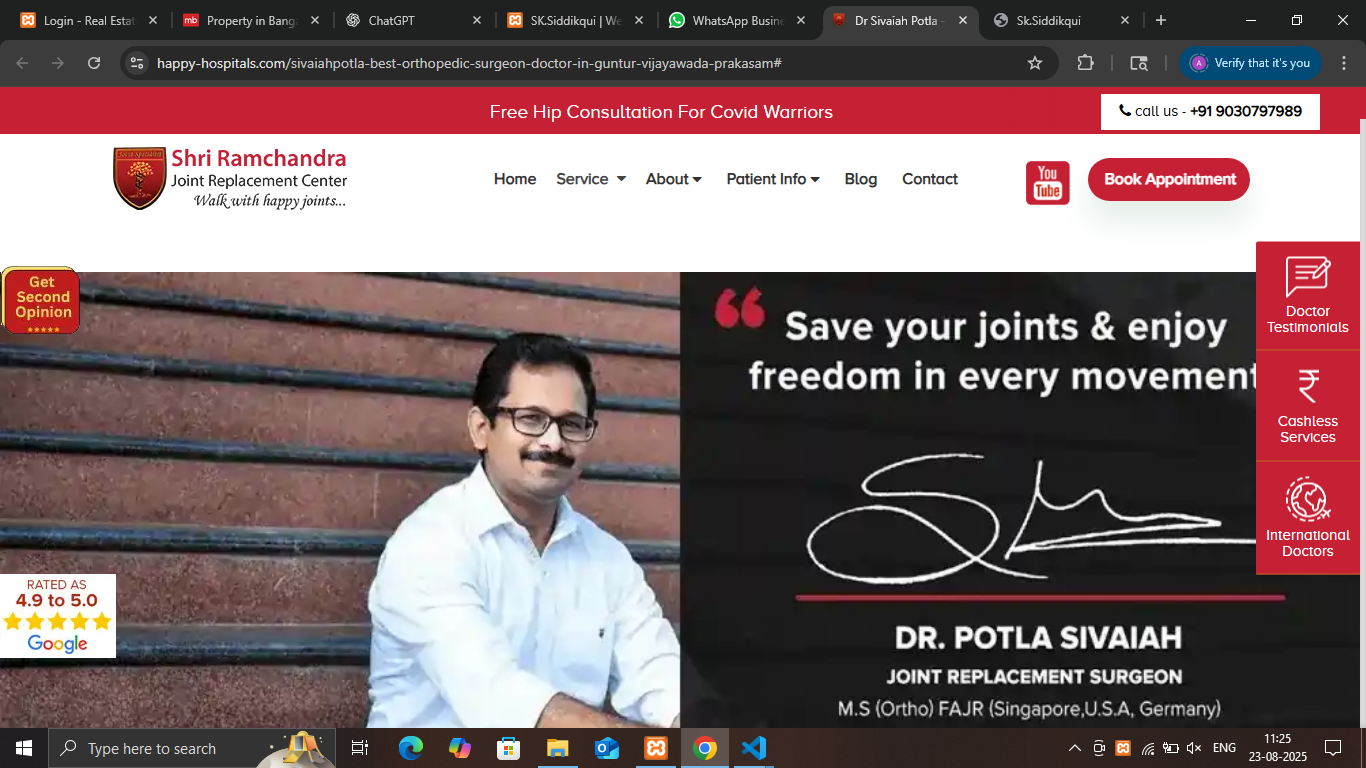 Login - Real Estat
Property in Banga
ChatGPT
SK.Siddikqui | We
WhatsApp Busine
Dr Sivaiah Potla -
Sk.Siddikqui
happy-hospitals.com/sivaiahpotla-best-orthopedic-surgeon-doctor-in-guntur-vijayawada-prakasam#
A
Verify that it's you
Free Hip Consultation For Covid Warriors
call us - +91 9030797989
Shri Ramchandra
Joint Replacement Center
Walk with happy joints...
Home
Service
About
Patient Info
Blog
Contact
You
Tube
Book Appointment
Get
Second
Opinion
“ Save your joints & enjoy
freedom in every movement
Doctor
Testimonials
₹
Cashless
Services
International
Doctors
RATED AS
4.9 to 5.0
Google
DR. POTLA SIVAIAH
JOINT REPLACEMENT SURGEON
M.S (Ortho) FAJR (Singapore,U.S.A, Germany)
Type here to search
ENG
11:25
23-08-2025